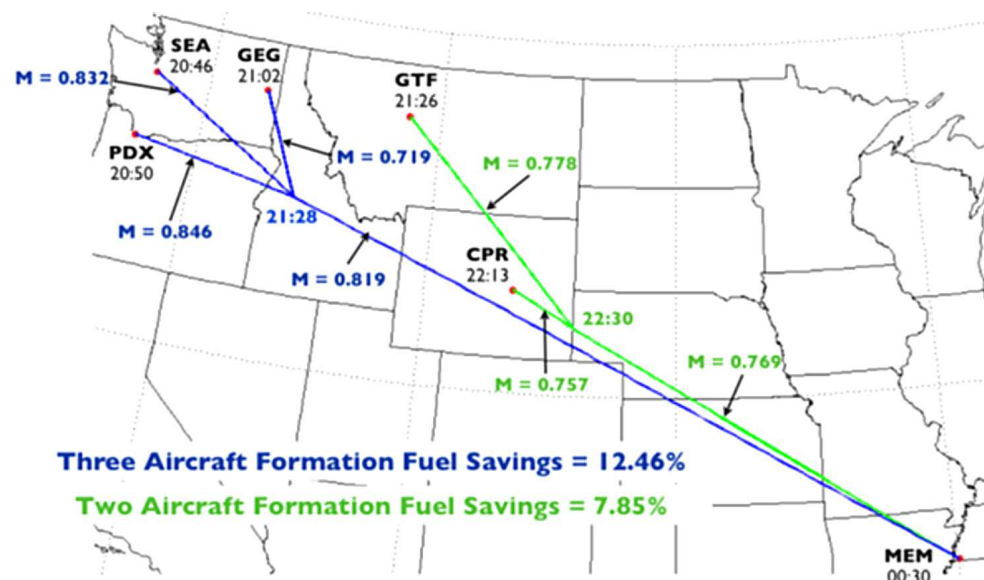 SEA
20:46
GEG
21:02
M = 0.832
GTF
21:26
PDX
20:50
M = 0.719
M = 0.778
M = 0.846
21:28
M = 0.819
CPR
22:13
22:30
M = 0.757
M = 0.769
Three Aircraft Formation Fuel Savings = 12.46%
Two Aircraft Formation Fuel Savings = 7.85%
MEM
00:30